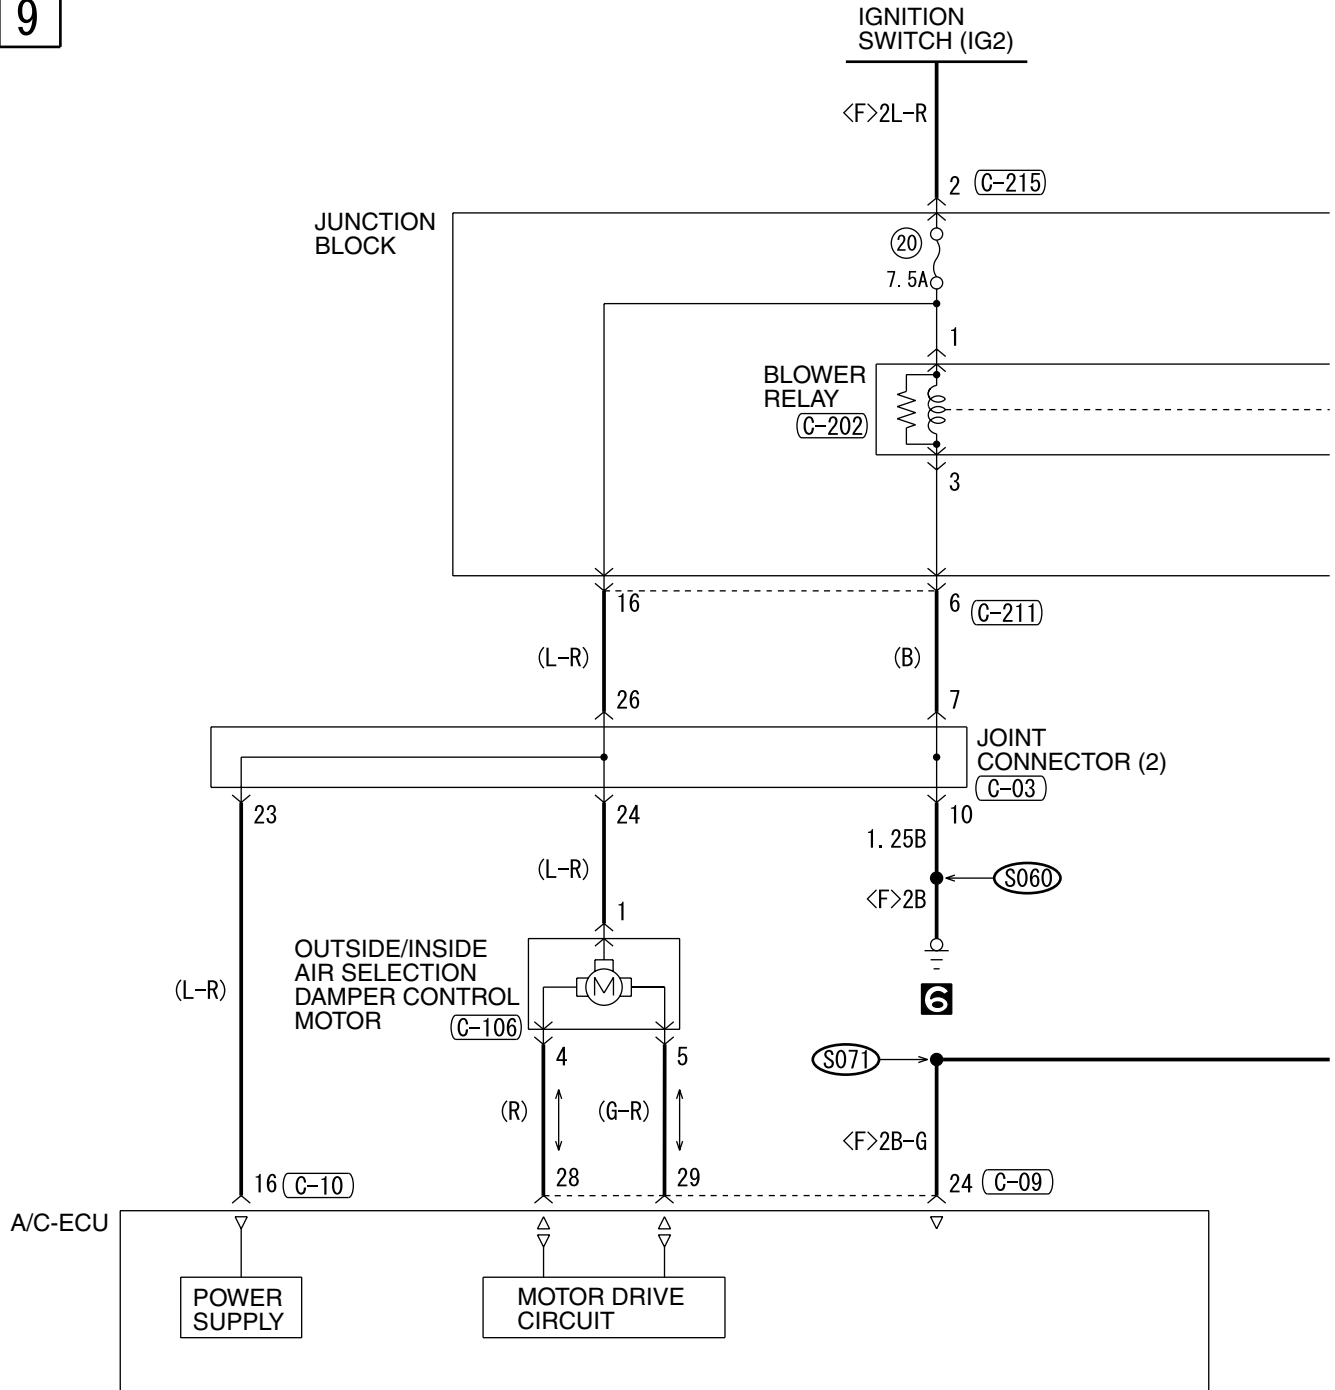 9
IGNITION
SWITCH (IG2)
<F>2L-R
2 C-215
JUNCTION
BLOCK
20
7.5A
1
BLOWER
RELAY
C-202
3
16
6 C-211
(L-R)
(B)
26
7
JOINT
CONNECTOR (2)
C-03
23
24
10
1.25B
(L-R)
S060
<F>2B
1
OUTSIDE/INSIDE
AIR SELECTION
DAMPER CONTROL
MOTOR
C-106
M
(L-R)
6
4
5
S071
(R)
(G-R)
<F>2B-G
16 C-10
28
29
24 C-09
A/C-ECU
POWER
SUPPLY
MOTOR DRIVE
CIRCUIT